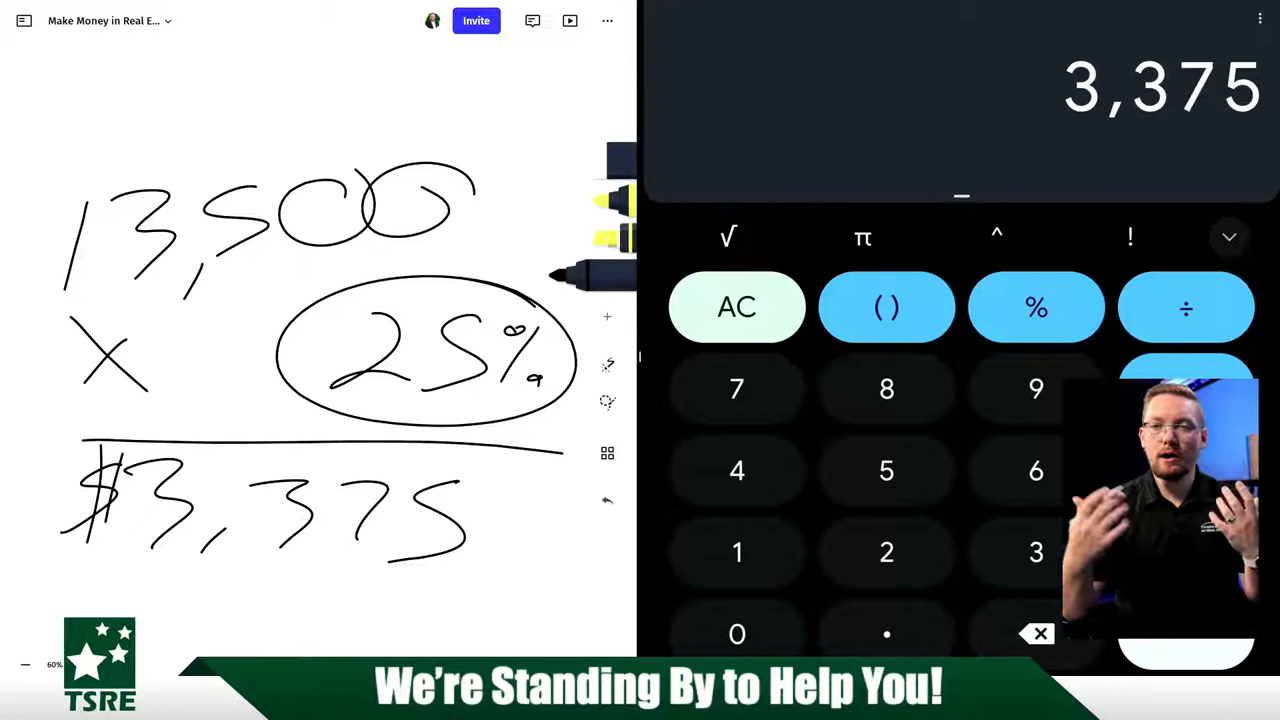 Make Money in Real E...
Invite
13,500
X 25%
$3,375
60%
3,375
√ π ^ !
AC () % ÷
7 8 9
4 5 6
1 2 3
0 .
TSRE
We're Standing By to Help You!